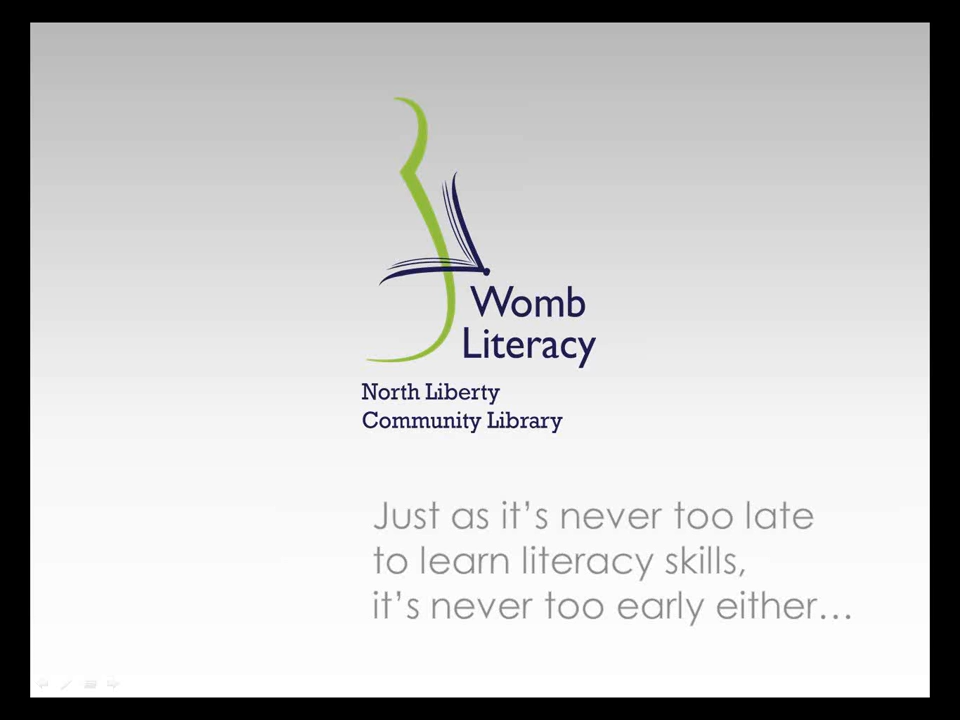 Womb
Literacy
North Liberty
Community Library
Just as it’s never too late
to learn literacy skills,
it’s never too early either…